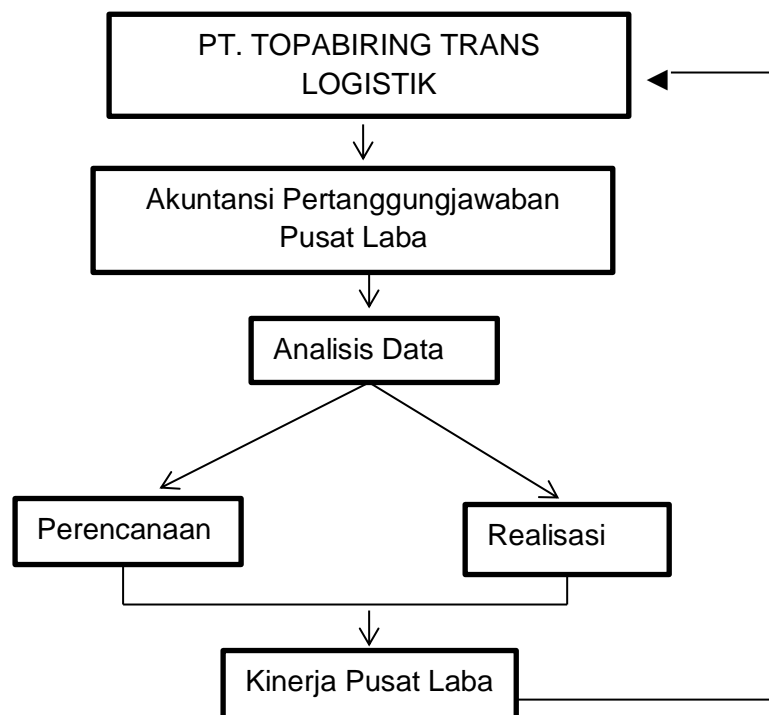 PT. TOPABIRING TRANS
LOGISTIK
Akuntansi Pertanggungjawaban
Pusat Laba
Analisis Data
Perencanaan
Realisasi
Kinerja Pusat Laba